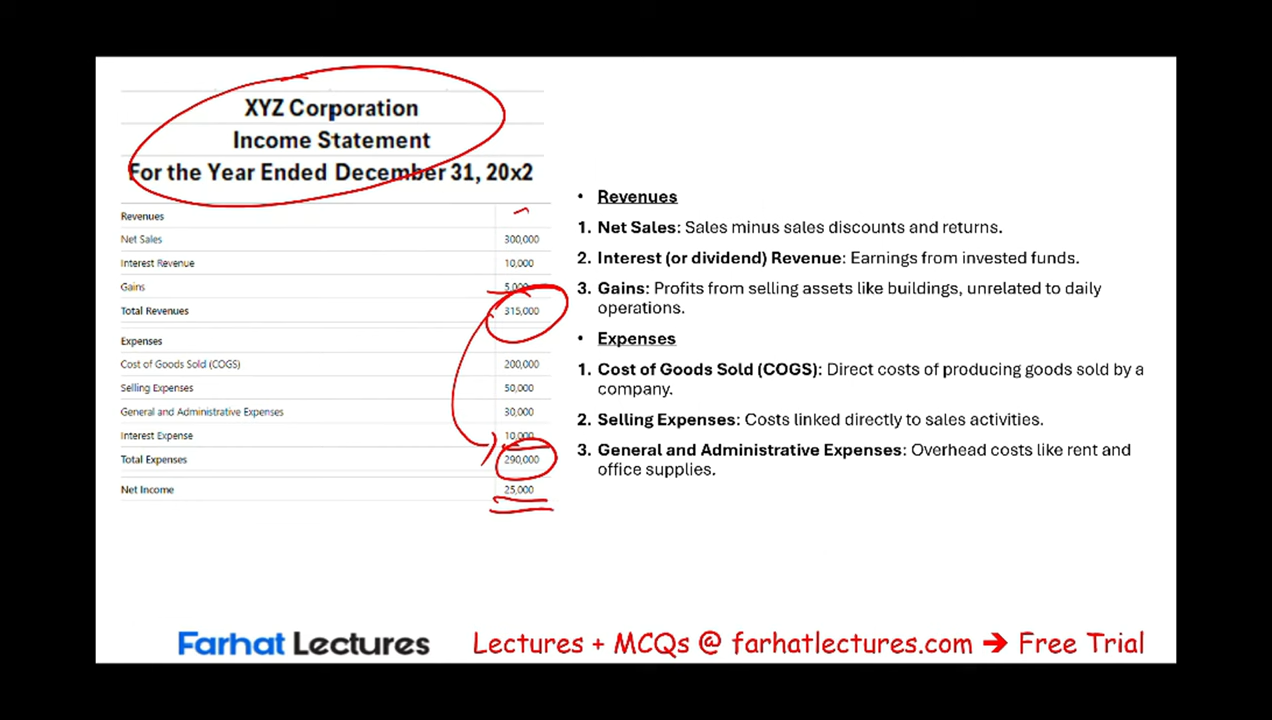 XYZ Corporation
Income Statement
For the Year Ended December 31, 20x2
Revenues
Net Sales 300,000
Interest Revenue 10,000
Gains 5,000
Total Revenues 315,000
Expenses
Cost of Goods Sold (COGS) 200,000
Selling Expenses 50,000
General and Administrative Expenses 30,000
Interest Expense 10,000
Total Expenses 290,000
Net Income 25,000
• Revenues
1. Net Sales: Sales minus sales discounts and returns.
2. Interest (or dividend) Revenue: Earnings from invested funds.
3. Gains: Profits from selling assets like buildings, unrelated to daily
operations.
• Expenses
1. Cost of Goods Sold (COGS): Direct costs of producing goods sold by a
company.
2. Selling Expenses: Costs linked directly to sales activities.
3. General and Administrative Expenses: Overhead costs like rent and
office supplies.
Farhat Lectures
Lectures + MCQs @ farhatlectures.com ➔ Free Trial